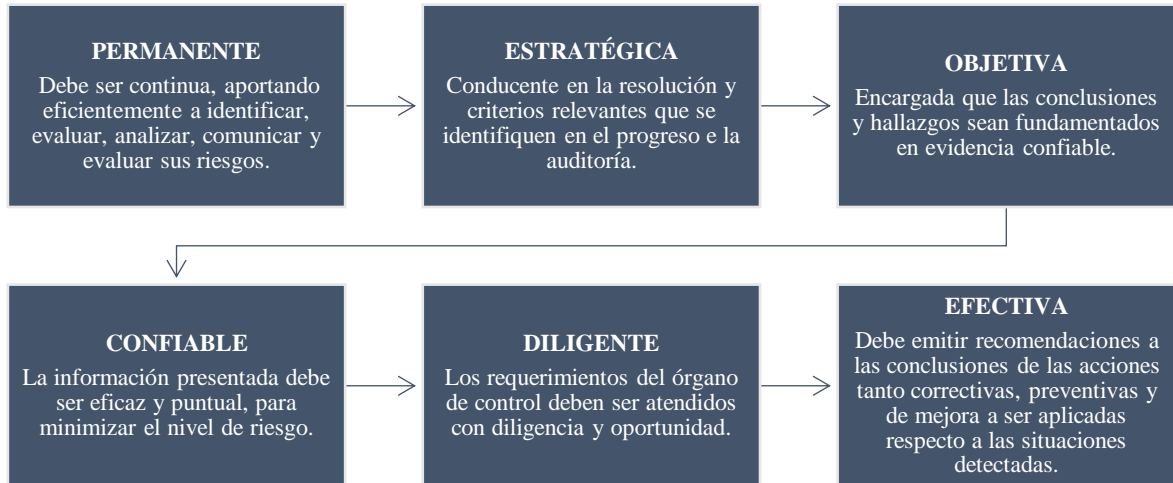 PERMANENTE
Debe ser continua, aportando
eficientemente a identificar,
evaluar, analizar, comunicar y
evaluar sus riesgos.
ESTRATÉGICA
Conducente en la resolución y
criterios relevantes que se
identifiquen en el progreso e la
auditoría.
OBJETIVA
Encargada que las conclusiones
y hallazgos sean fundamentados
en evidencia confiable.
CONFIABLE
La información presentada debe
ser eficaz y puntual, para
minimizar el nivel de riesgo.
DILIGENTE
Los requerimientos del órgano
de control deben ser atendidos
con diligencia y oportunidad.
EFECTIVA
Debe emitir recomendaciones a
las conclusiones de las acciones
tanto correctivas, preventivas y
de mejora a ser aplicadas
respecto a las situaciones
detectadas.